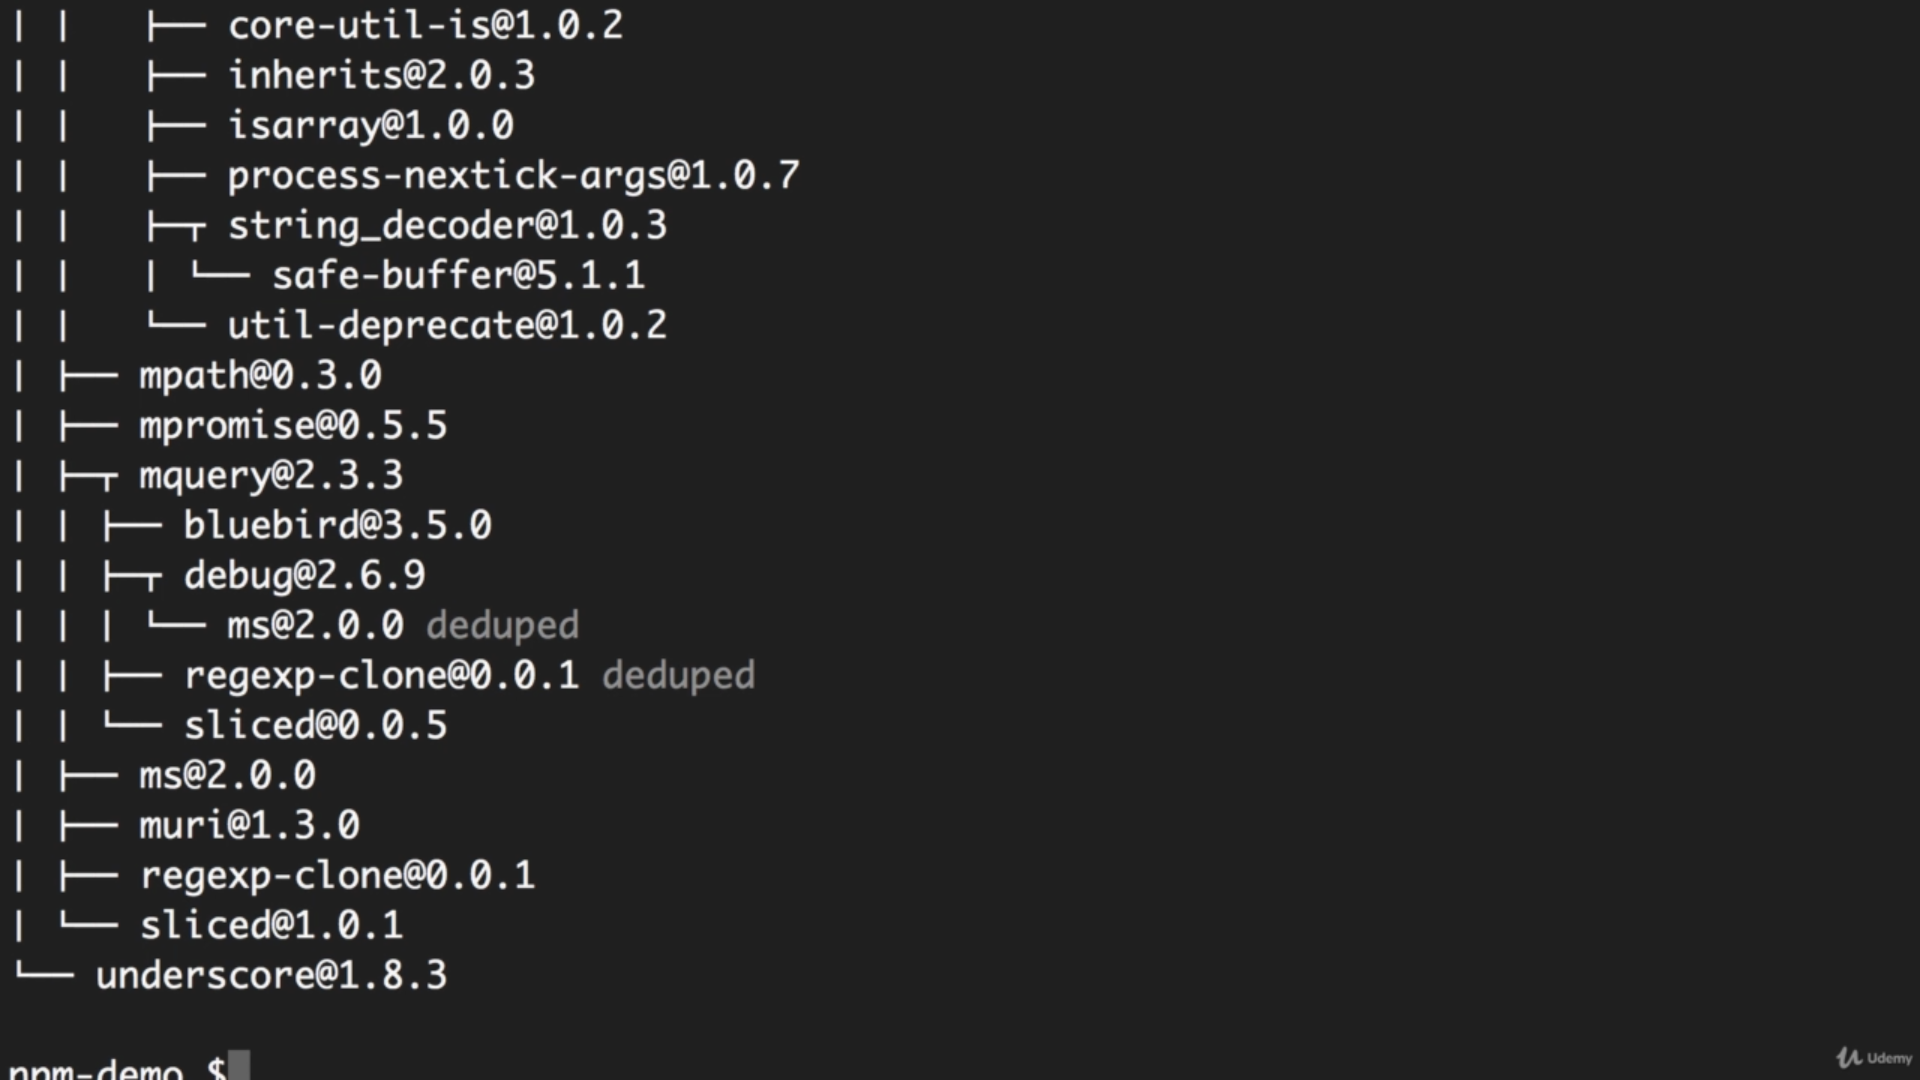 | |   ├── core-util-is@1.0.2
| |   ├── inherits@2.0.3
| |   ├── isarray@1.0.0
| |   ├── process-nextick-args@1.0.7
| |   ├─┬ string_decoder@1.0.3
| |   | └── safe-buffer@5.1.1
| |   └── util-deprecate@1.0.2
| ├── mpath@0.3.0
| ├── mpromise@0.5.5
| ├─┬ mquery@2.3.3
| | ├── bluebird@3.5.0
| | ├─┬ debug@2.6.9
| | | └── ms@2.0.0 deduped
| | ├── regexp-clone@0.0.1 deduped
| | └── sliced@0.0.5
| ├── ms@2.0.0
| ├── muri@1.3.0
| ├── regexp-clone@0.0.1
| └── sliced@1.0.1
└── underscore@1.8.3
npm-demo $
Udemy